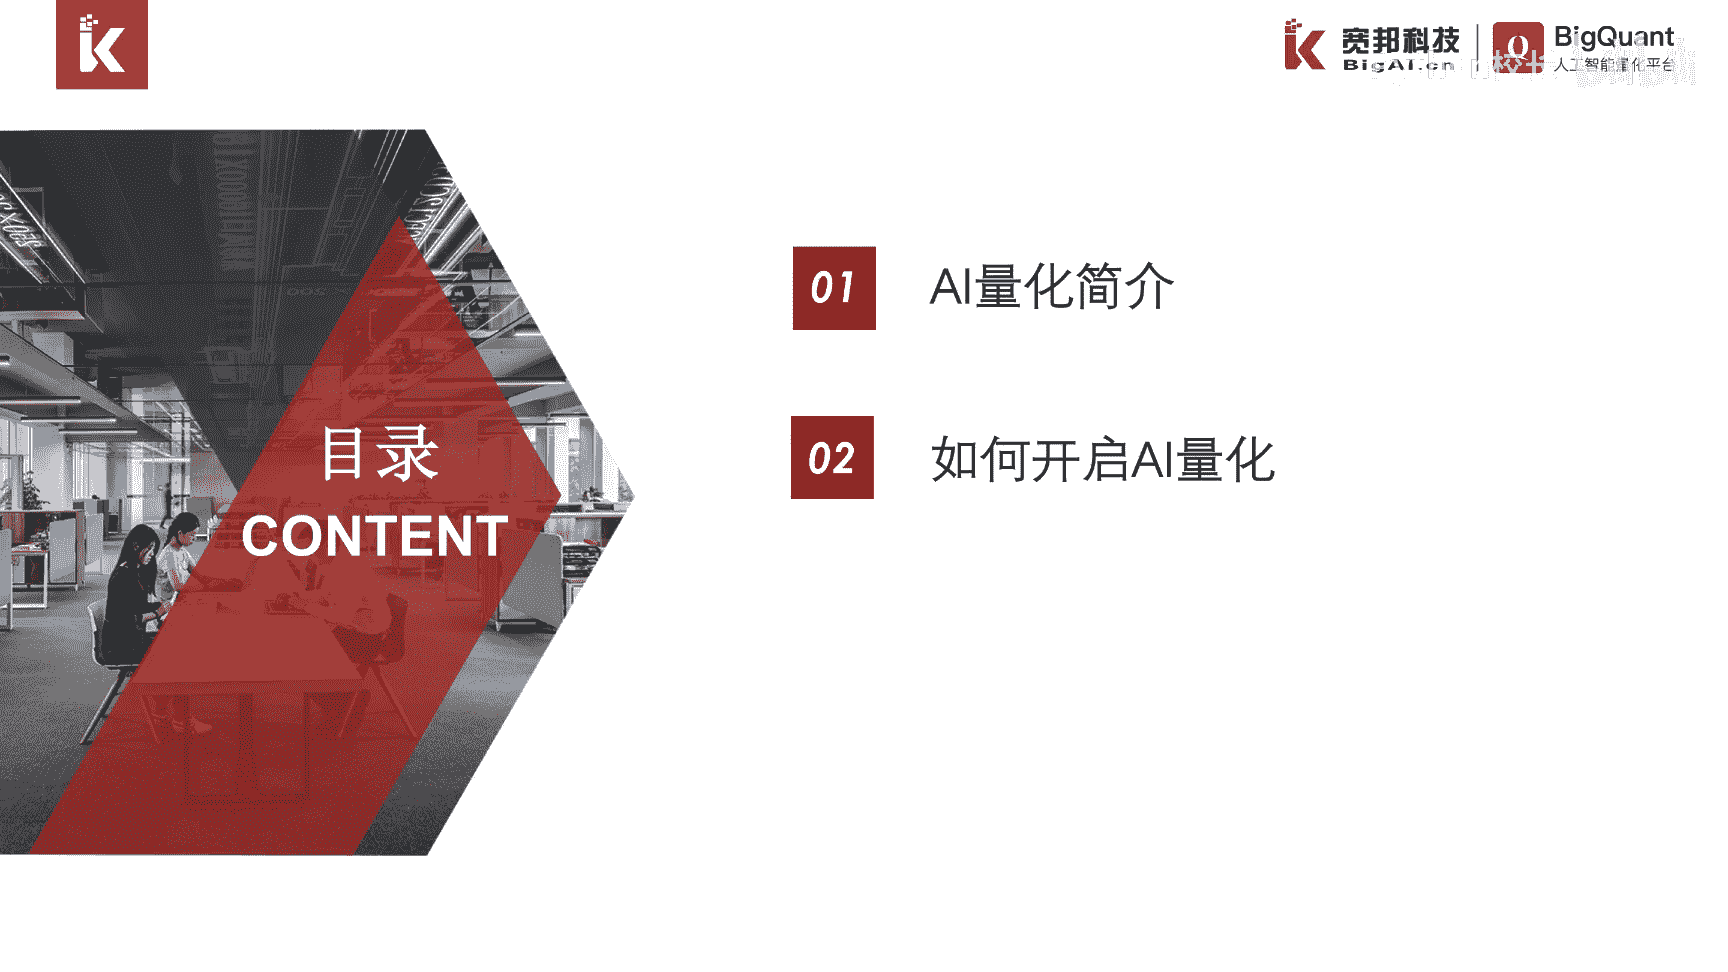 宽邦科技
BigAI.cn
BigQuant
人工智能量化平台
目录
CONTENT
01 AI量化简介
02 如何开启AI量化